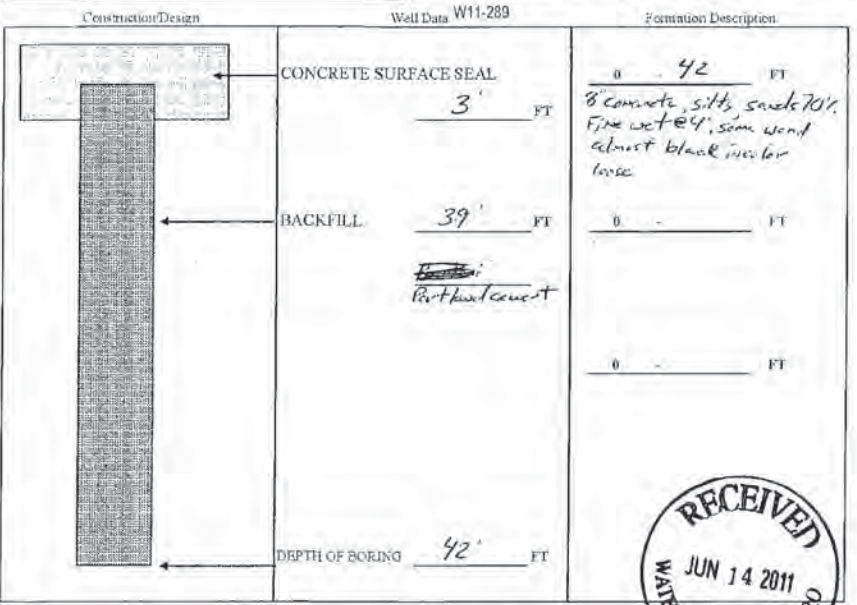 Construction/Design
Well Data W11-289
Formation Description
CONCRETE SURFACE SEAL
3' FT
0 - 42 FT
8" concrete, silts, sands 70%
Fine wet @ 4', some wood
almost black in color
loose
BACKFILL 39' FT
0 - FT
Portland cement
0 - FT
DEPTH OF BORING 42' FT
RECEIVED
JUN 14 2011